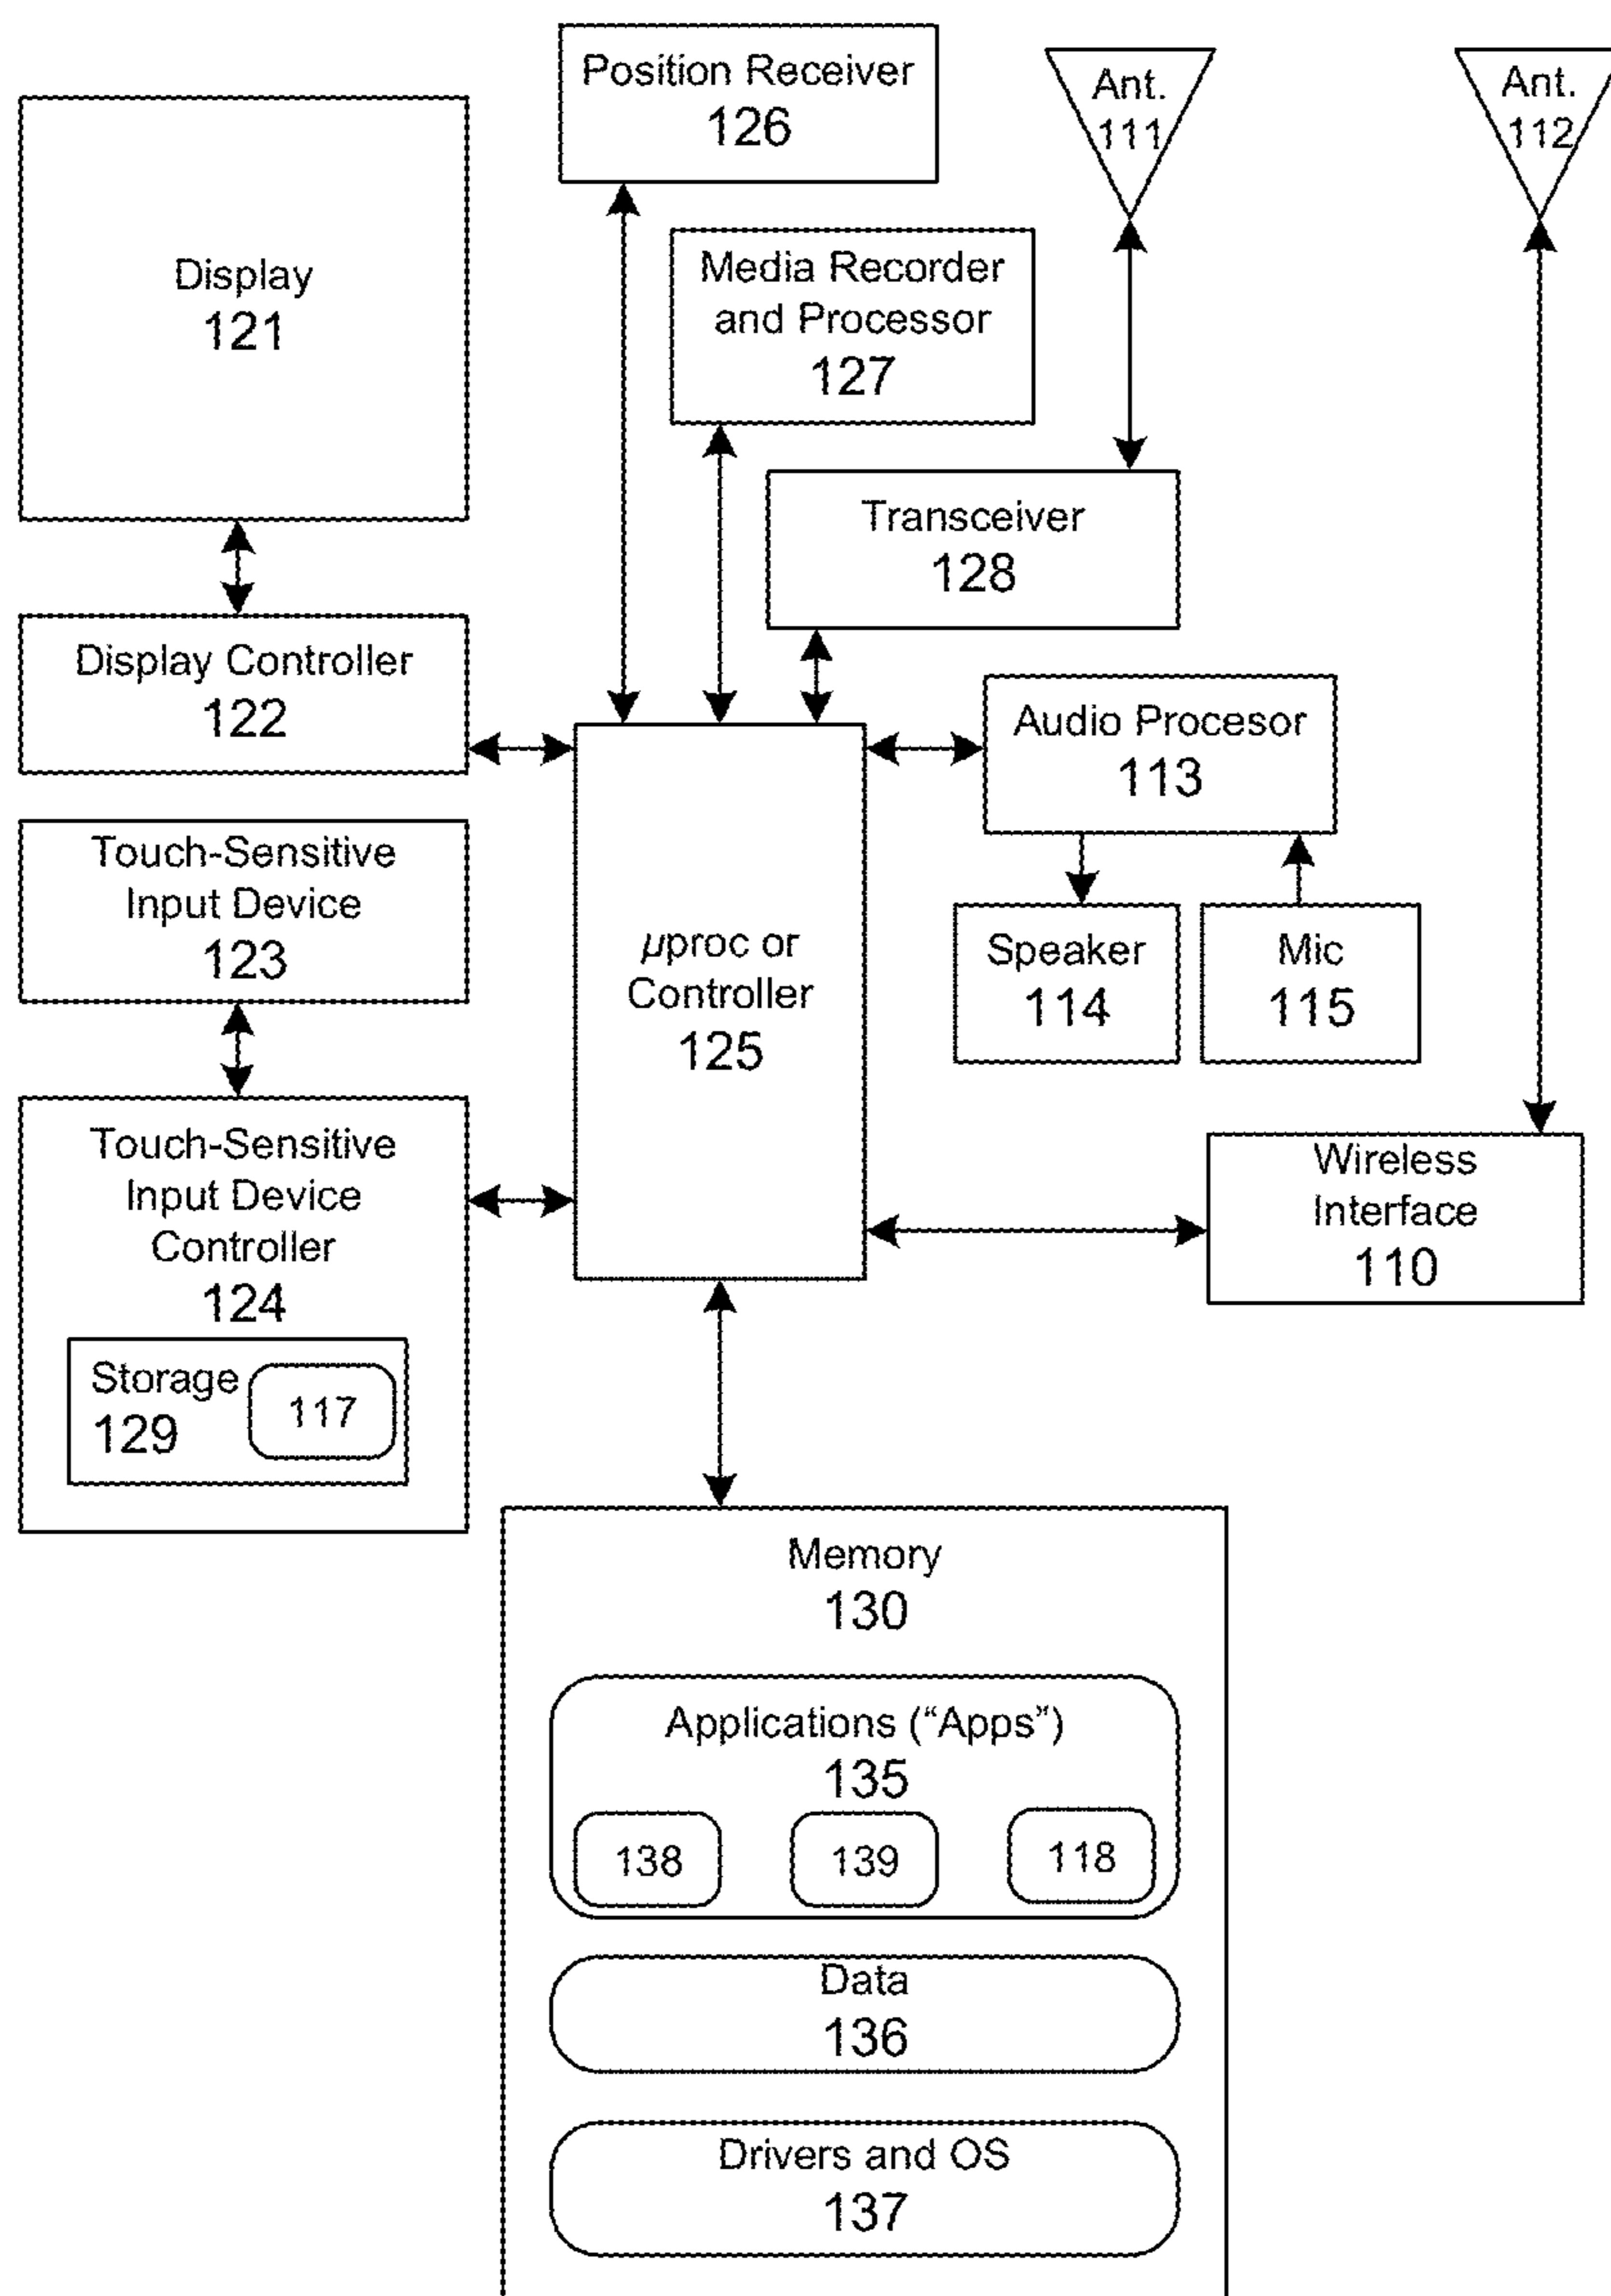 Position Receiver
126
Ant.
111
Ant.
112
Display
121
Media Recorder
and Processor
127
Transceiver
128
Display Controller
122
Audio Procesor
113
Touch-Sensitive
Input Device
123
µproc or
Controller
125
Speaker
114
Mic
115
Touch-Sensitive
Input Device
Controller
124
Storage
129
117
Wireless
Interface
110
Memory
130
Applications (“Apps”)
135
138
139
118
Data
136
Drivers and OS
137